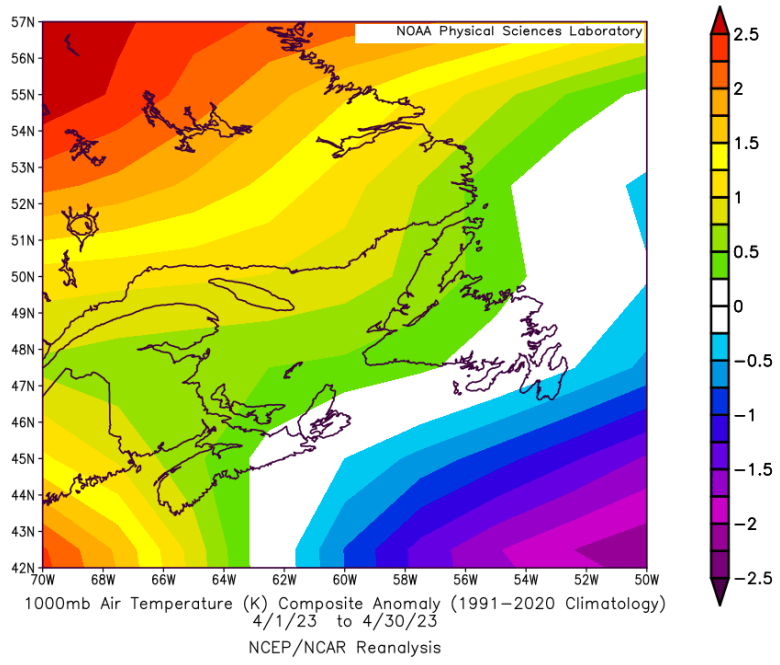 57N
NOAA Physical Sciences Laboratory
56N
55N
54N
53N
52N
51N
50N
49N
48N
47N
46N
45N
44N
43N
42N
70W 68W 66W 64W 62W 60W 58W 56W 54W 52W 50W
2.5
2
1.5
1
0.5
0
−0.5
−1
−1.5
−2
−2.5
1000mb Air Temperature (K) Composite Anomaly (1991−2020 Climatology)
4/1/23 to 4/30/23
NCEP/NCAR Reanalysis